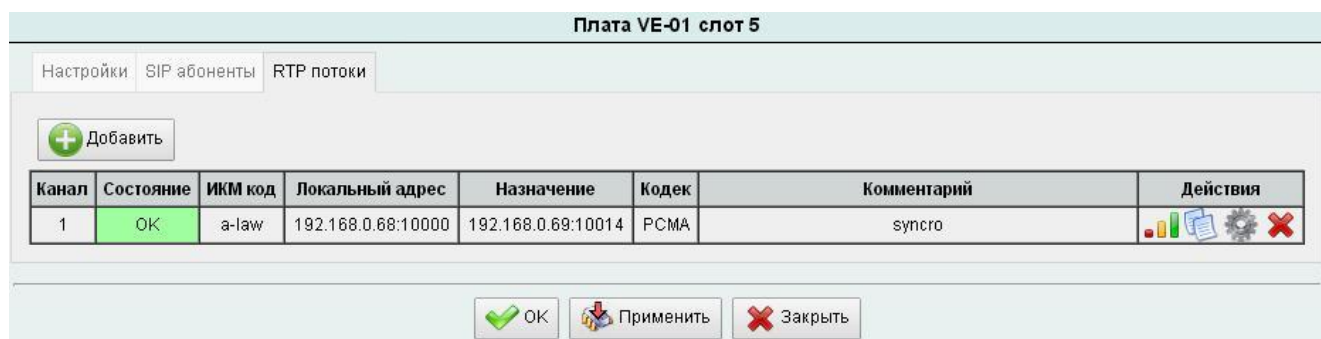 Плата VE-01 слот 5
Настройки SIP абоненты RTP потоки
Добавить
Канал Состояние ИКМ код Локальный адрес Назначение Кодек Комментарий Действия
1 OK a-law 192.168.0.68:10000 192.168.0.69:10014 PCMA syncro
OK Применить Закрыть